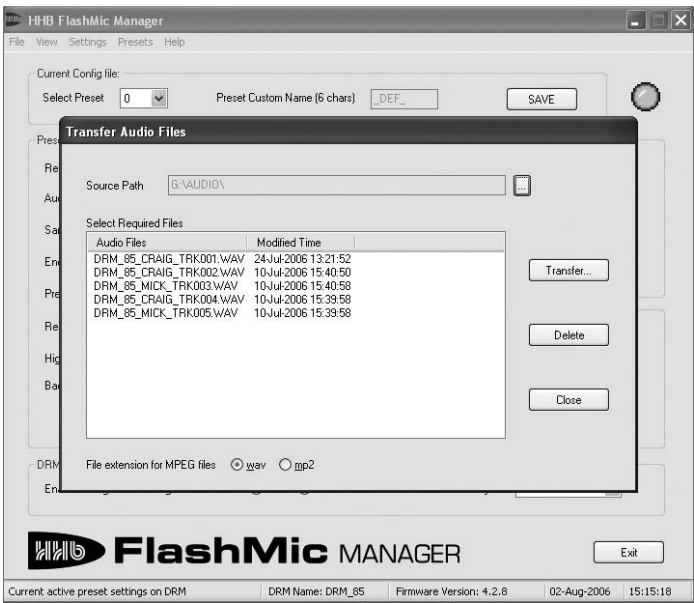 HHB FlashMic Manager
File View Settings Presets Help
Current Config file:
Select Preset 0 Preset Custom Name (6 chars) _DEF_ SAVE
Transfer Audio Files
Source Path G:\AUDIO\ ...
Select Required Files
Audio Files Modified Time
DRM_85_CRAIG_TRK001.WAV 24-Jul-2006 13:21:52
DRM_85_CRAIG_TRK002.WAV 10-Jul-2006 15:40:50
DRM_85_MICK_TRK003.WAV 10-Jul-2006 15:40:58
DRM_85_CRAIG_TRK004.WAV 10-Jul-2006 15:39:58
DRM_85_MICK_TRK005.WAV 10-Jul-2006 15:39:58
Transfer...
Delete
Close
File extension for MPEG files wav mp2
DRM
HHB FlashMic MANAGER
Exit
Current active preset settings on DRM DRM Name: DRM_85 Firmware Version: 4.2.8 02-Aug-2006 15:15:18